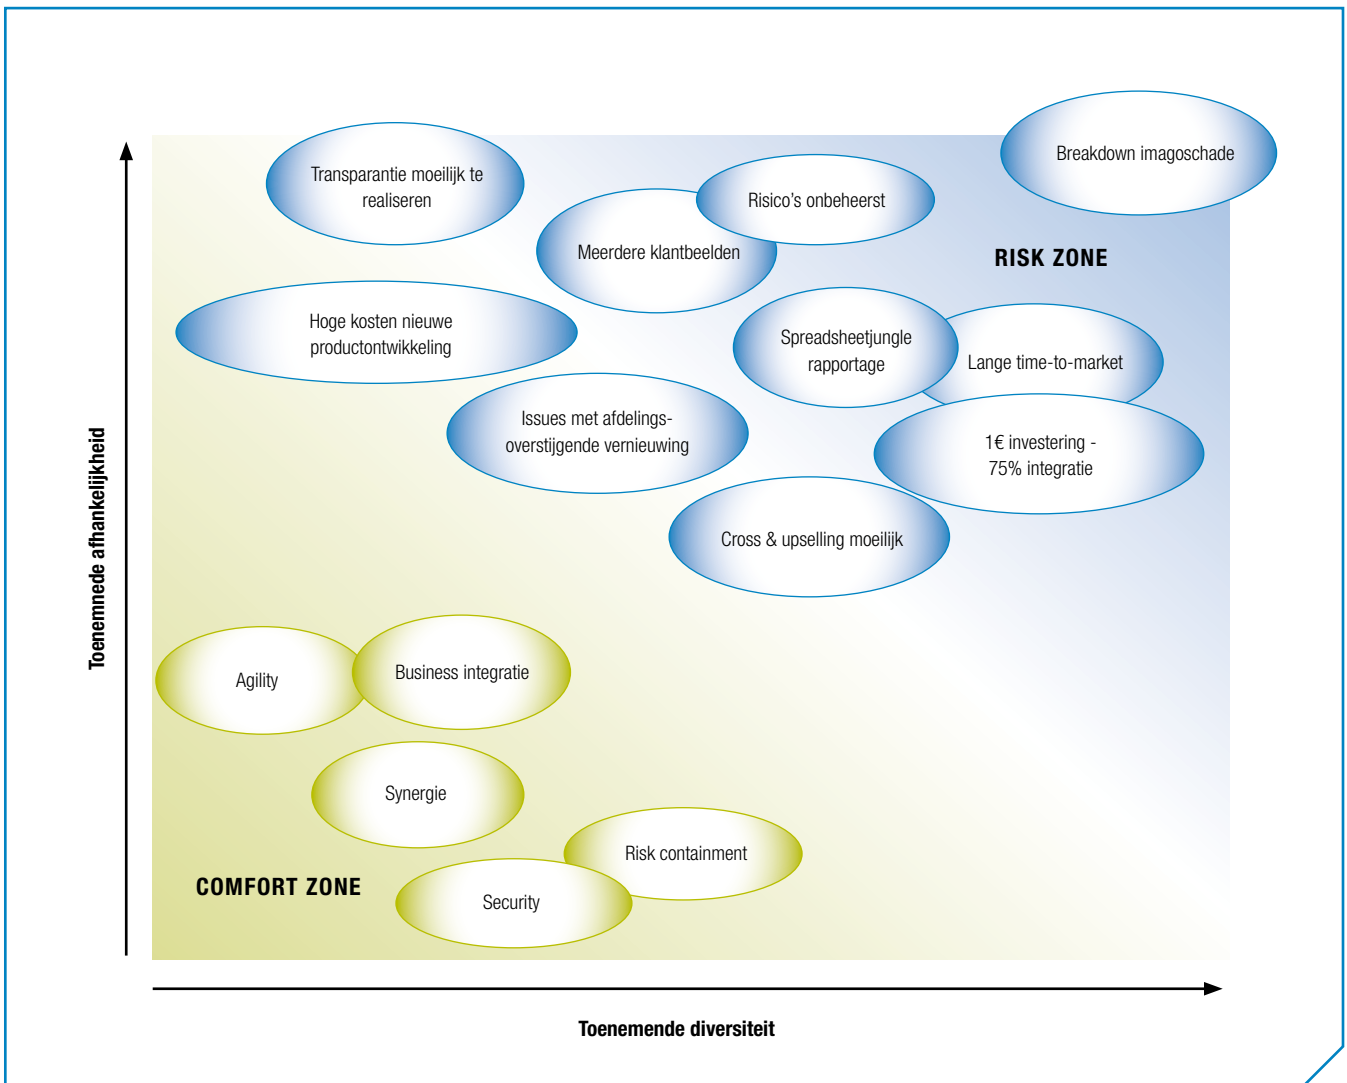 Breakdown imagoschade
Transparantie moeilijk te
realiseren
Risico's onbeheerst
Meerdere klantbeelden
RISK ZONE
Hoge kosten nieuwe
productontwikkeling
Spreadsheetjungle
rapportage
Lange time-to-market
Issues met afdelings-
overstijgende vernieuwing
1€ investering -
75% integratie
Cross & upselling moeilijk
Toenemnede afhankelijkheid
Agility
Business integratie
Synergie
Risk containment
COMFORT ZONE
Security
Toenemende diversiteit